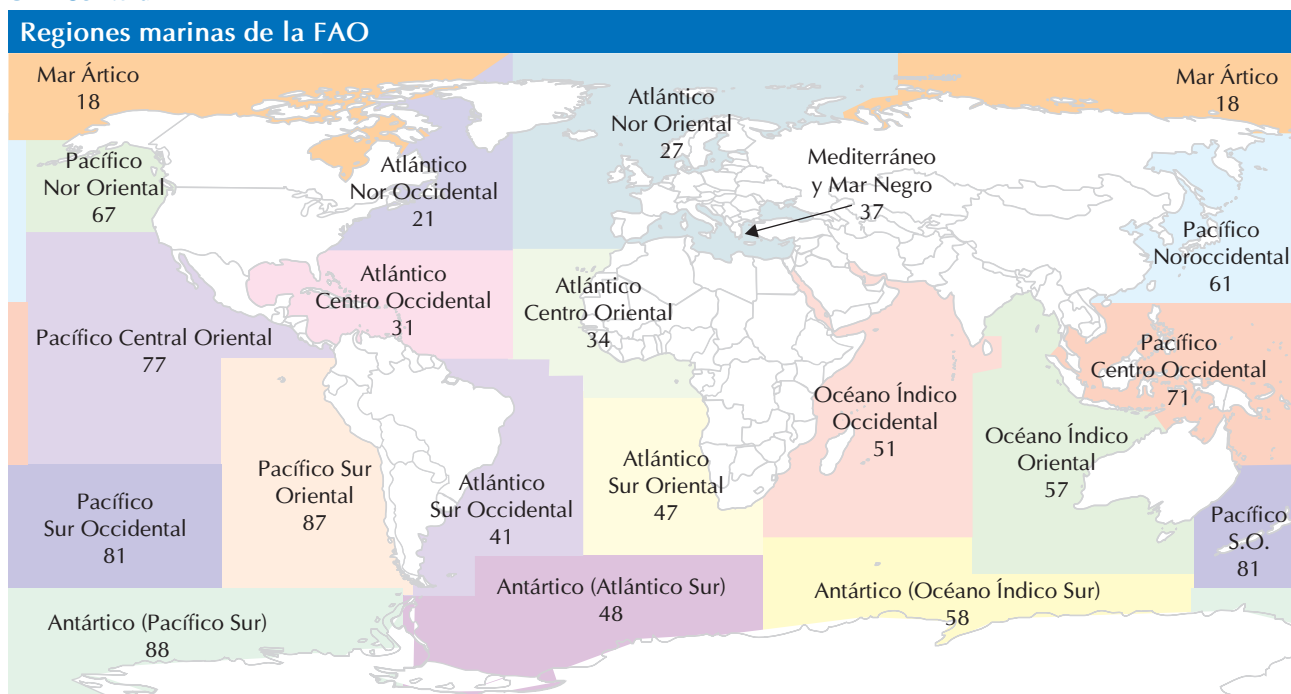 Regiones marinas de la FAO
Mar Ártico
18
Mar Ártico
18
Atlántico
Nor Oriental
27
Pacífico
Nor Oriental
67
Atlántico
Nor Occidental
21
Mediterráneo
y Mar Negro
37
Pacífico
Noroccidental
61
Atlántico
Centro Occidental
31
Atlántico
Centro Oriental
34
Pacífico Central Oriental
77
Pacífico
Centro Occidental
71
Océano Índico
Occidental
51
Océano Índico
Oriental
57
Pacífico
Sur Occidental
81
Pacífico Sur
Oriental
87
Atlántico
Sur Occidental
41
Atlántico
Sur Oriental
47
Pacífico
S.O.
81
Antártico (Pacífico Sur)
88
Antártico (Atlántico Sur)
48
Antártico (Océano Índico Sur)
58